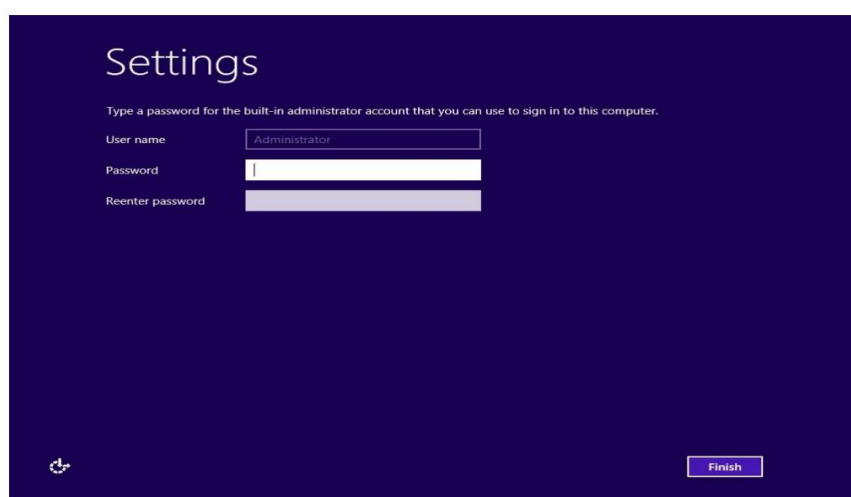 Settings
Type a password for the built-in administrator account that you can use to sign in to this computer.
User name Administrator
Password
Reenter password
Finish